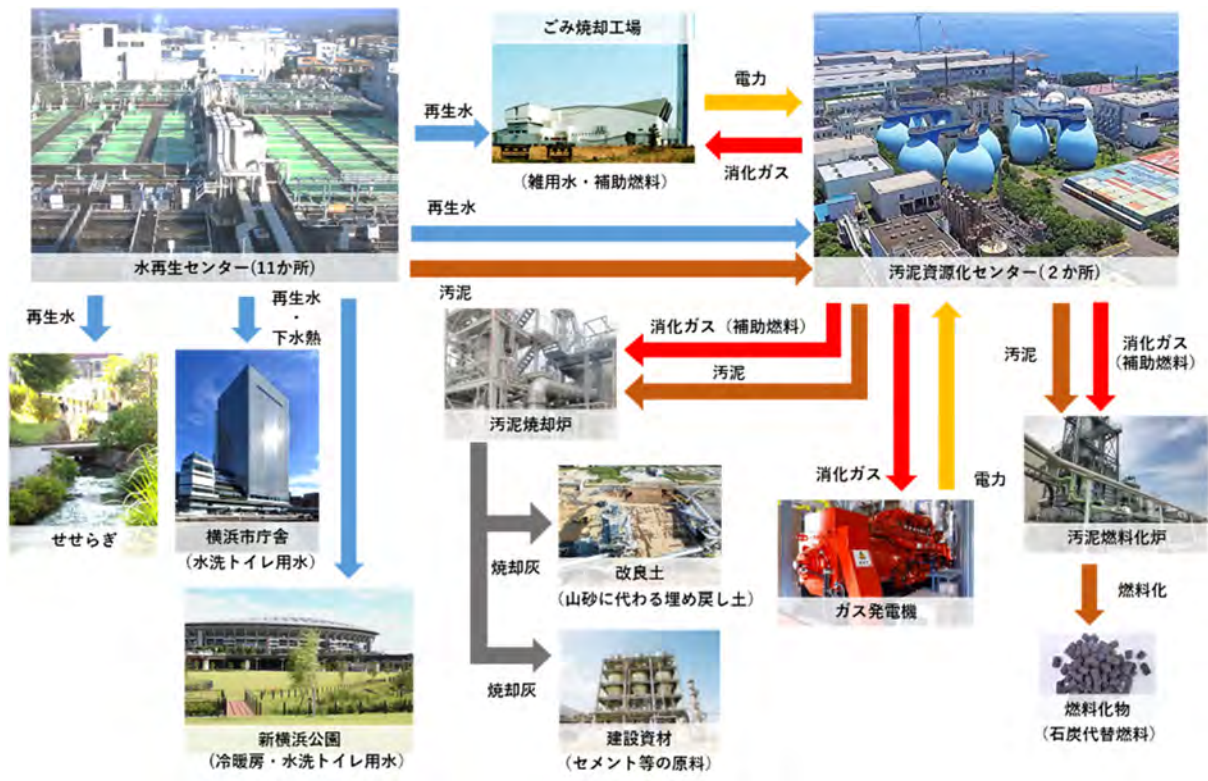 ごみ焼却工場
再生水
電力
消化ガス
(雑用水・補助燃料)
再生水
水再生センター(11か所)
汚泥資源化センター(２か所)
汚泥
再生水
再生水
・
下水熱
消化ガス（補助燃料）
汚泥
汚泥
消化ガス
(補助燃料)
汚泥焼却炉
消化ガス
電力
汚泥燃料化炉
せせらぎ
横浜市庁舎
(水洗トイレ用水)
焼却灰
改良土
(山砂に代わる埋め戻し土)
ガス発電機
燃料化
焼却灰
新横浜公園
(冷暖房・水洗トイレ用水)
建設資材
(セメント等の原料)
燃料化物
(石炭代替燃料)